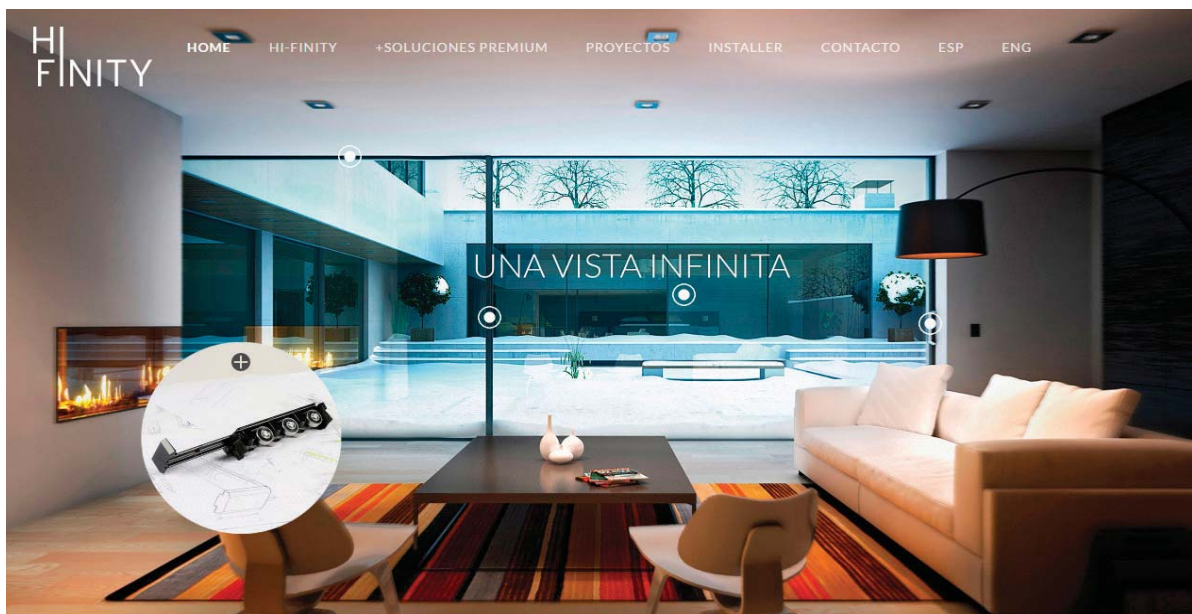 HI
FINITY
HOME HI-FINITY +SOLUCIONES PREMIUM PROYECTOS INSTALLER CONTACTO ESP ENG
UNA VISTA INFINITA